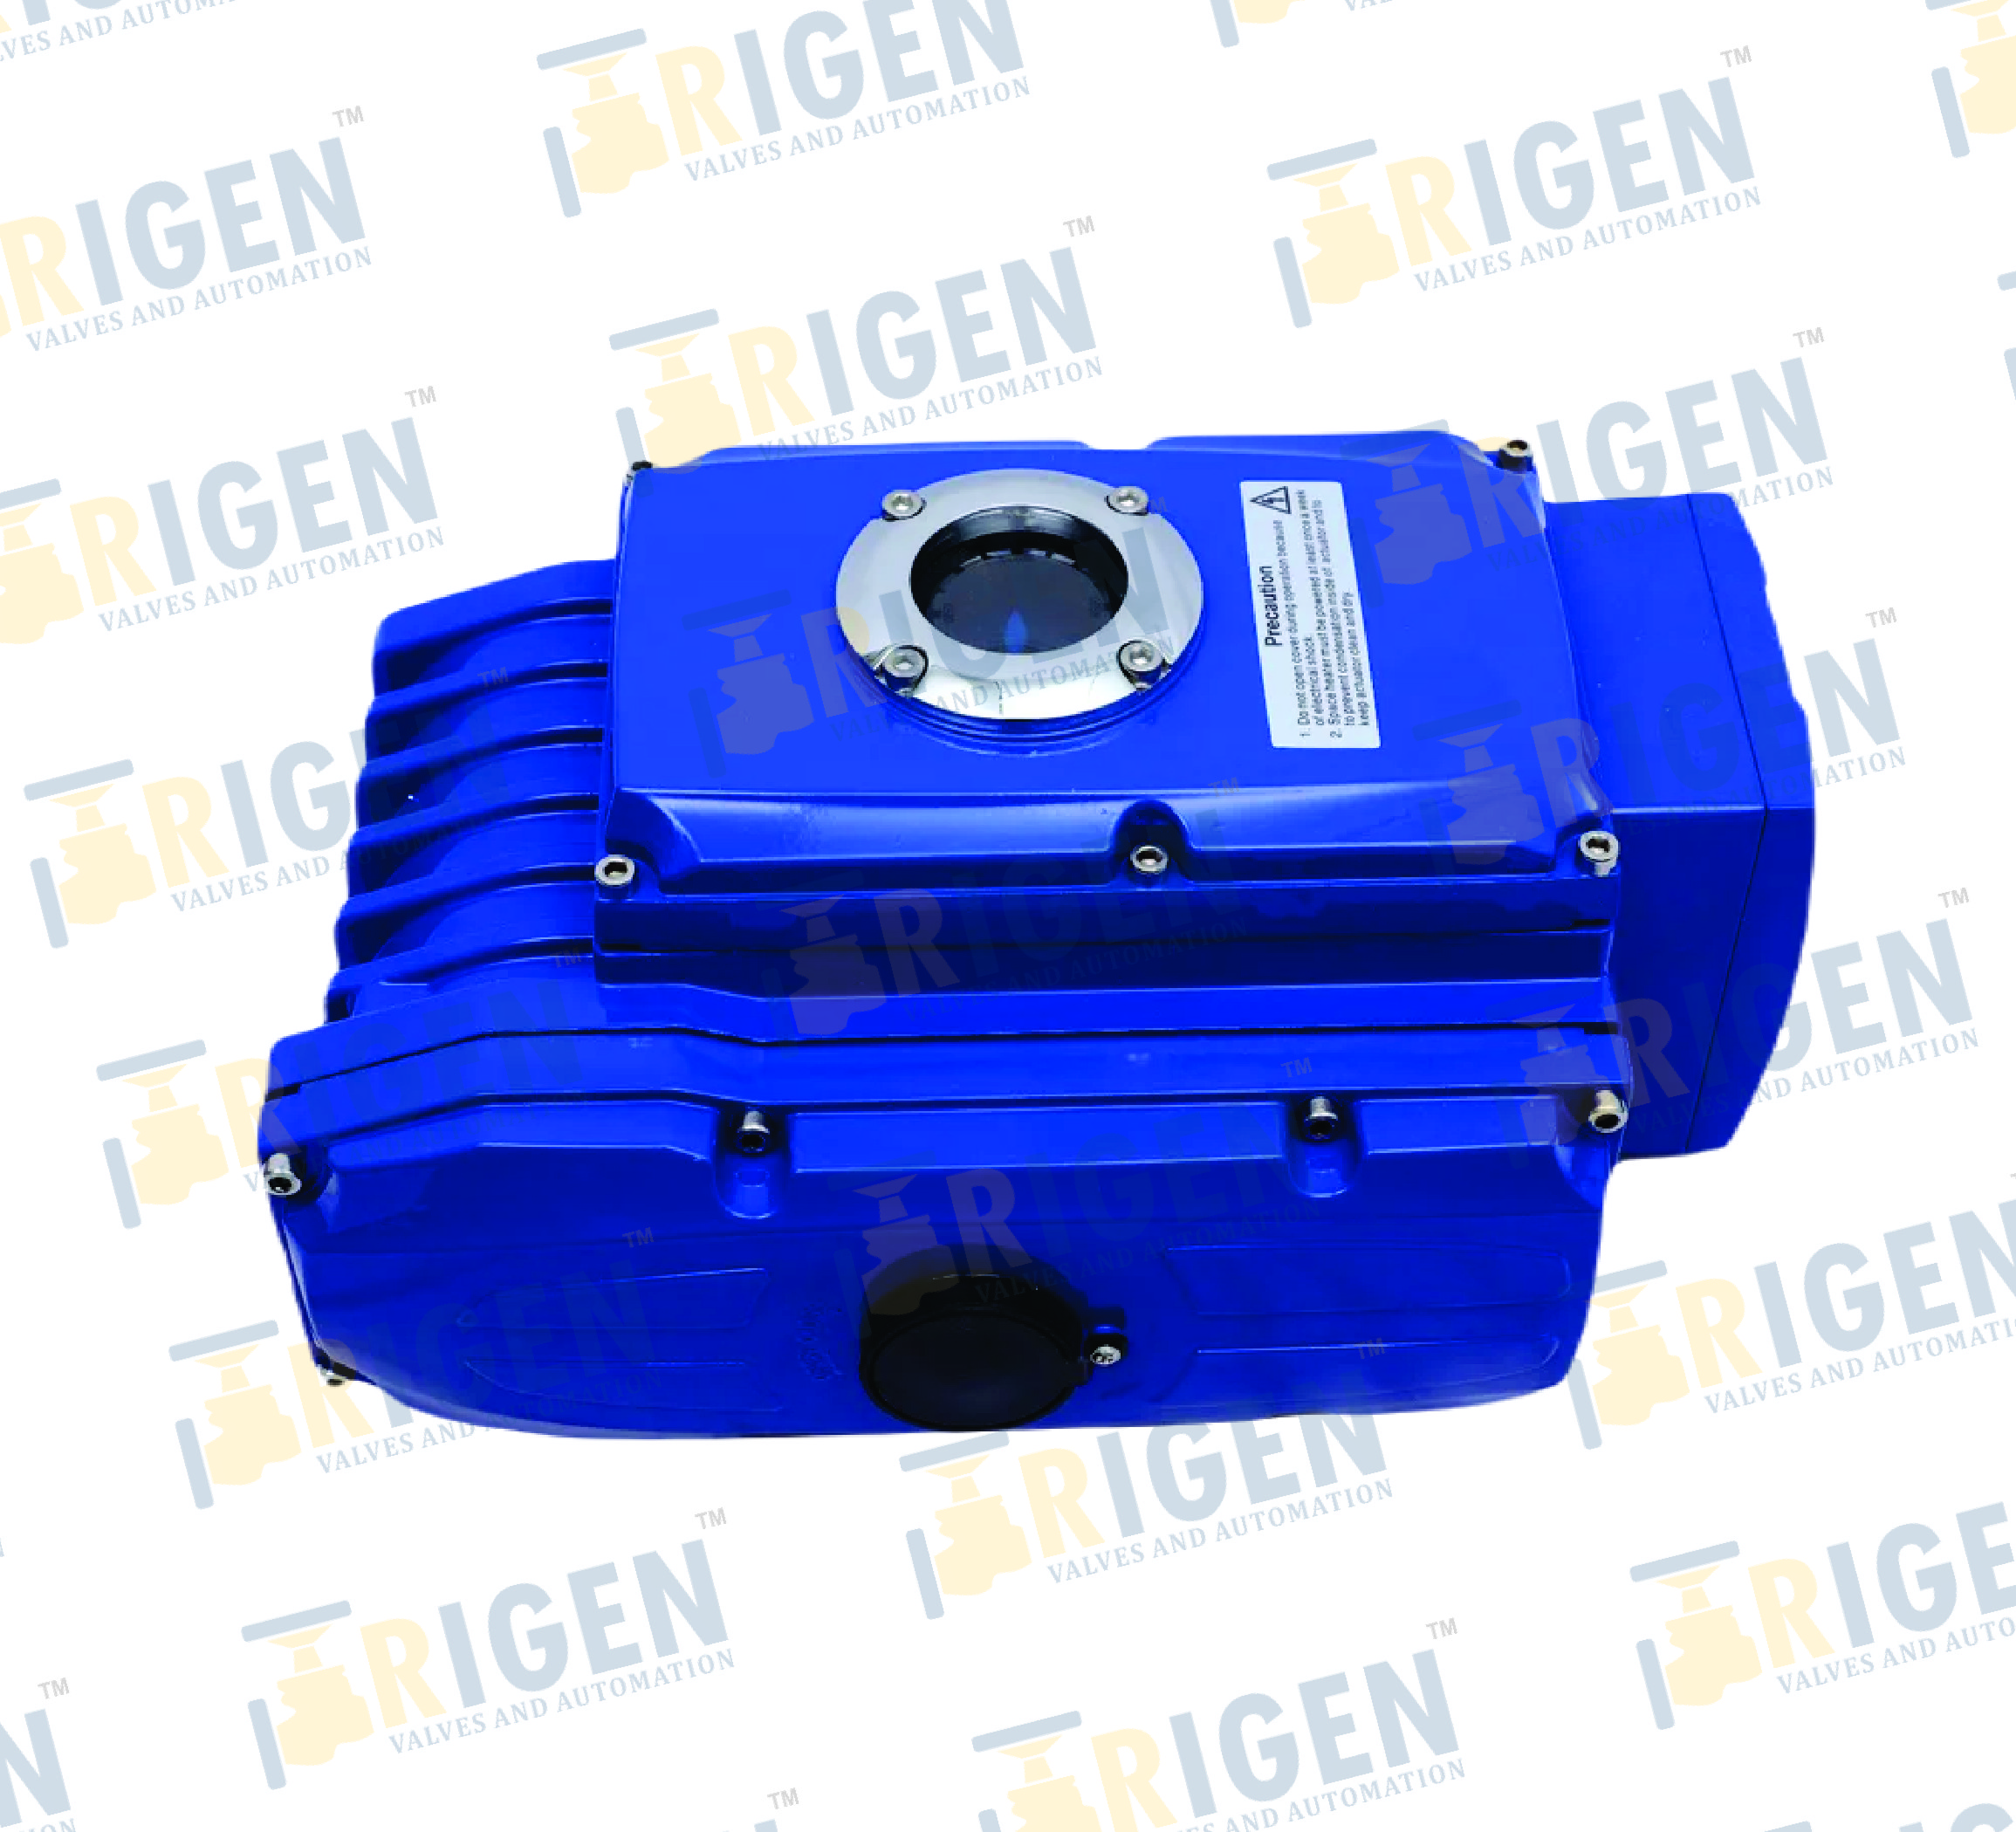 TRIGEN
VALVES AND AUTOMATION
TM
Precaution
1. Do not open cover during operation because
of electrical shock.
2. Space heater must be powered at least once a week
to prevent condensation inside of actuator and to
keep actuator clean and dry.